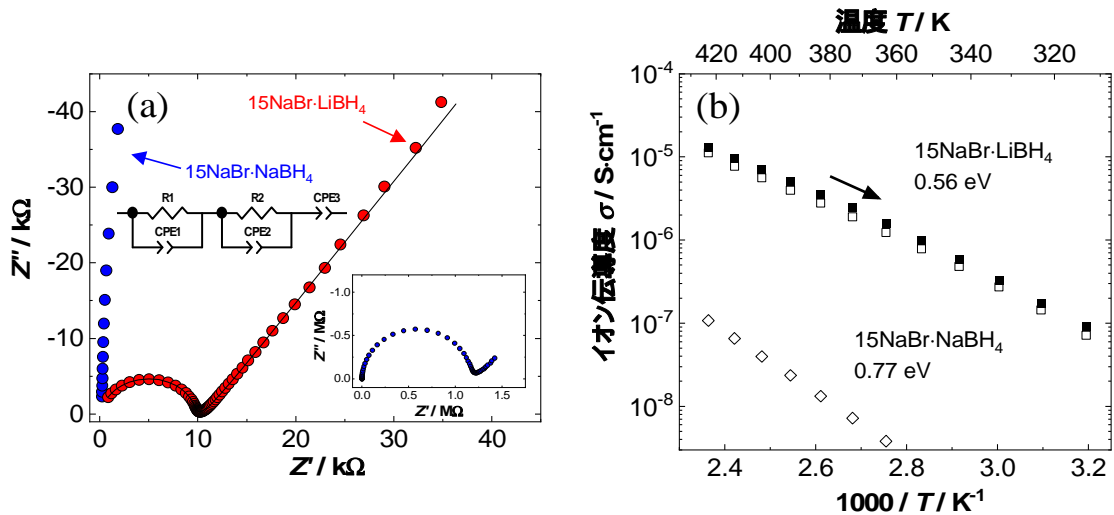 (a)
15NaBr·LiBH4
15NaBr·NaBH4
R1
R2
CPE3
CPE1
CPE2
-40
-30
-20
-10
0
Z'' / kΩ
0
10
20
30
40
Z' / kΩ
-1.0
-0.5
0.0
Z'' / MΩ
0.0
0.5
1.0
1.5
Z' / MΩ
温度 T / K
420
400
380
360
340
320
(b)
10-4
10-5
10-6
10-7
10-8
イオン伝導度 σ / S·cm-1
15NaBr·LiBH4
0.56 eV
15NaBr·NaBH4
0.77 eV
2.4
2.6
2.8
3.0
3.2
1000 / T / K-1